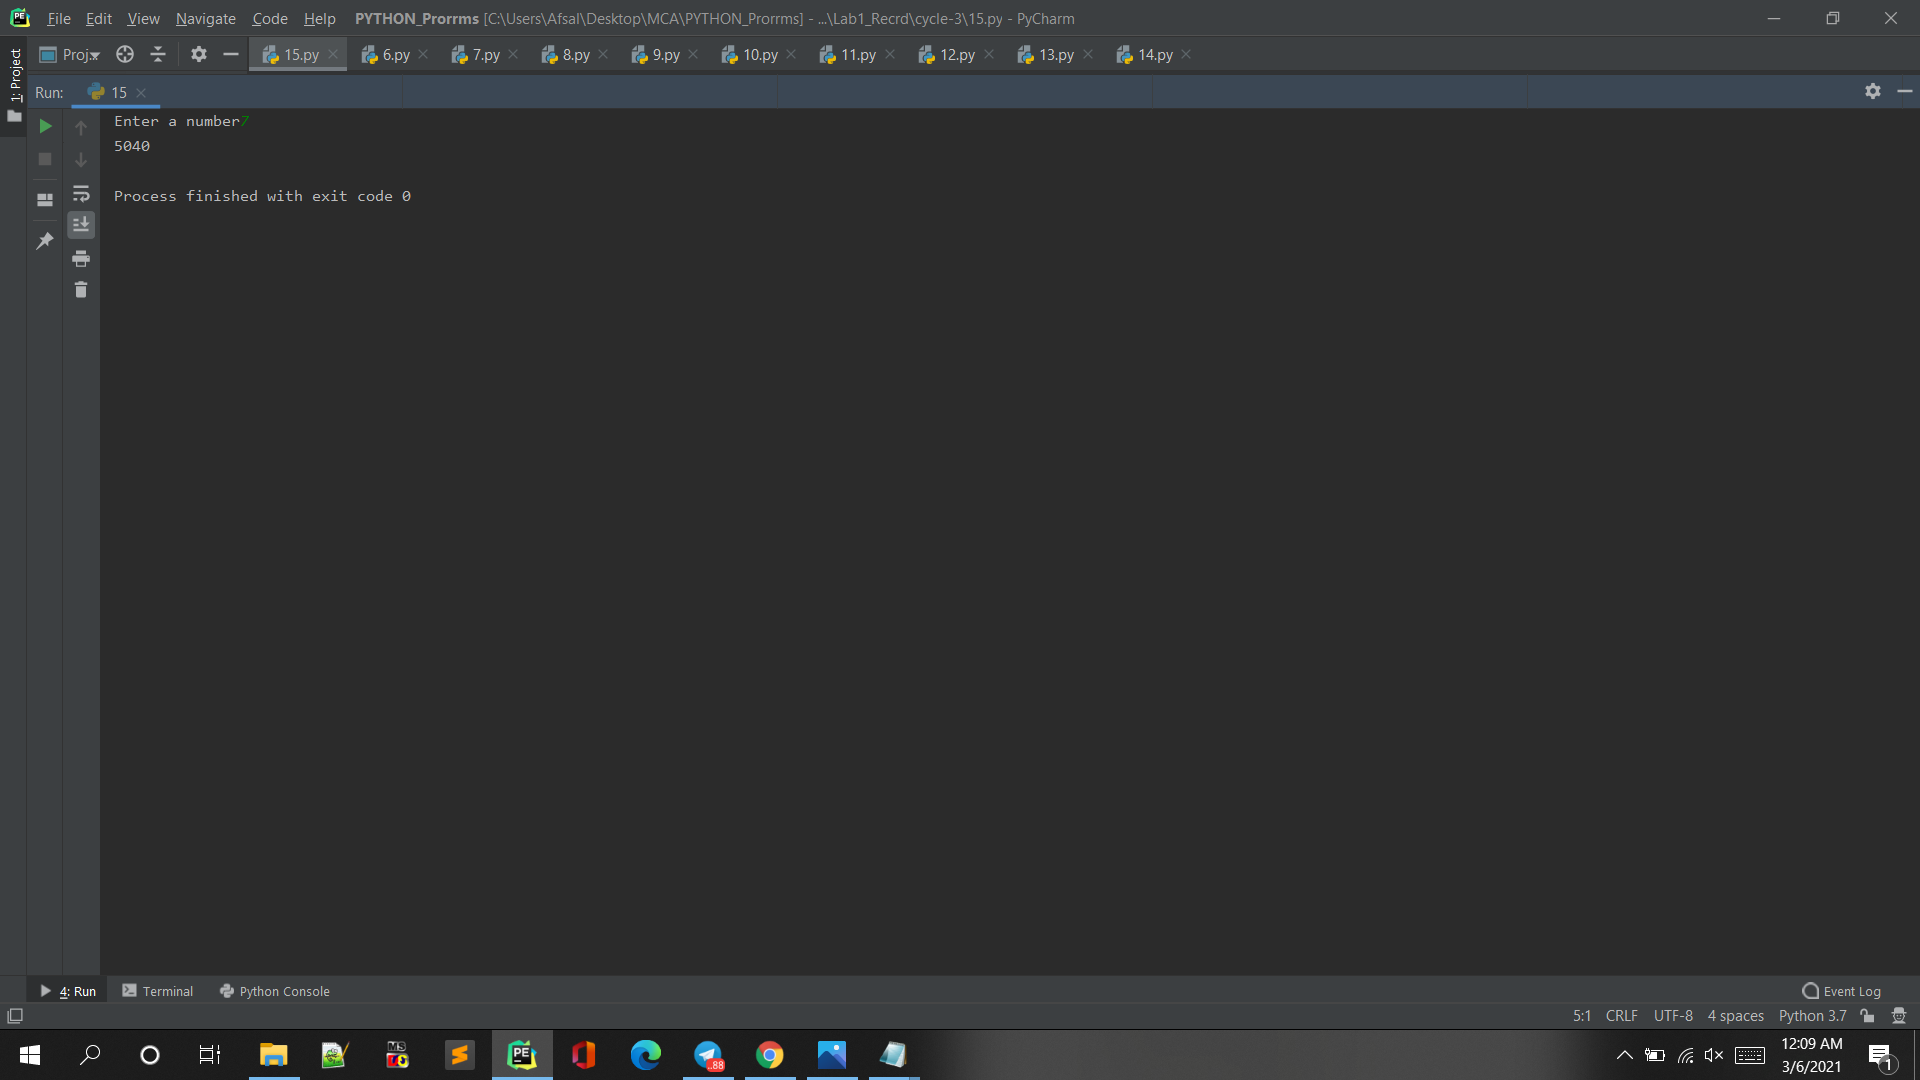 File Edit View Navigate Code Help PYTHON_Prorrms [C:\Users\Afsal\Desktop\MCA\PYTHON_Prorrms] - ...\Lab1_Recrd\cycle-3\15.py - PyCharm
1: Project
Proj 15.py 6.py 7.py 8.py 9.py 10.py 11.py 12.py 13.py 14.py
Run: 15
Enter a number7
5040
Process finished with exit code 0
4: Run Terminal Python Console Event Log
5:1 CRLF UTF-8 4 spaces Python 3.7
PE
MS
LO
..88
12:09 AM
3/6/2021
1